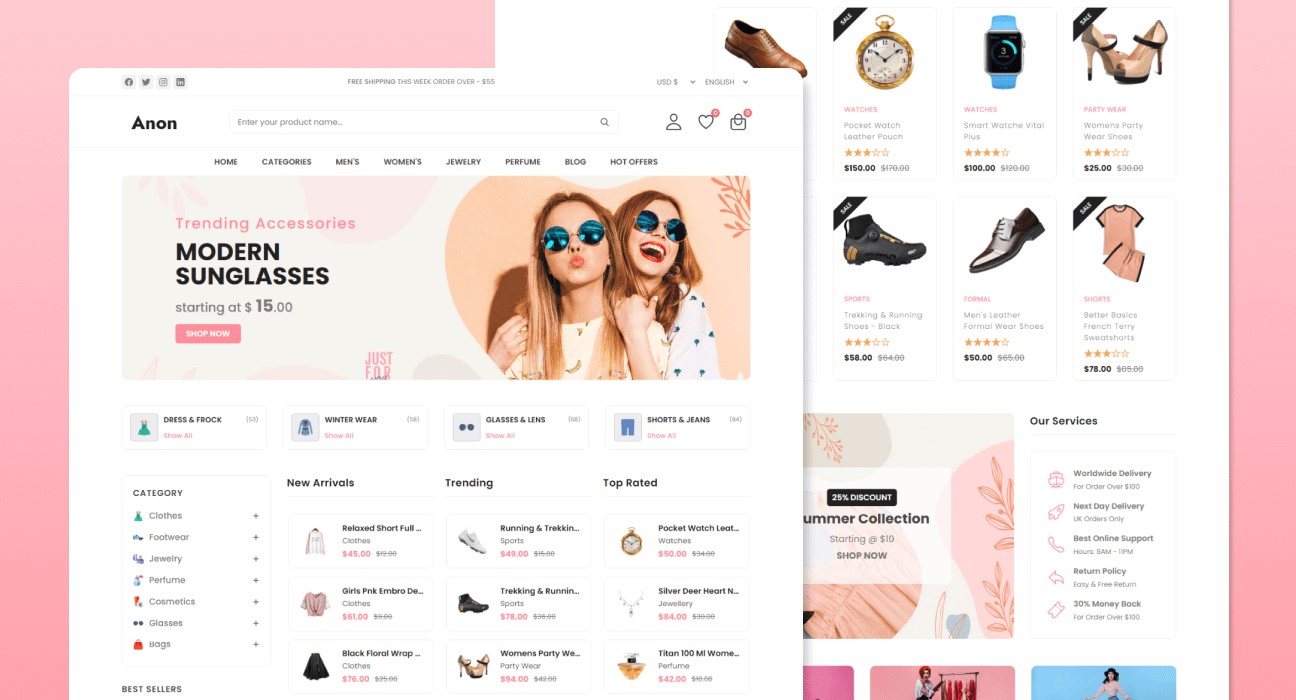 FREE SHIPPING THIS WEEK ORDER OVER - $55
USD $
ENGLISH
Anon
Enter your product name...
0
0
HOME
CATEGORIES
MEN'S
WOMEN'S
JEWELRY
PERFUME
BLOG
HOT OFFERS
Trending Accessories
MODERN
SUNGLASSES
starting at $ 15.00
SHOP NOW
JUST
FOR
DRESS & FROCK
(53)
Show All
WINTER WEAR
(58)
Show All
GLASSES & LENS
(68)
Show All
SHORTS & JEANS
(84)
Show All
CATEGORY
Clothes +
Footwear +
Jewelry +
Perfume +
Cosmetics +
Glasses +
Bags +
BEST SELLERS
New Arrivals
Relaxed Short Full ...
Clothes
$45.00 $12.00
Girls Pnk Embro De...
Clothes
$61.00 $9.00
Black Floral Wrap ...
Clothes
$76.00 $25.00
Trending
Running & Trekkin...
Sports
$49.00 $15.00
Trekking & Runnin...
Sports
$78.00 $36.00
Womens Party We...
Party Wear
$94.00 $42.00
Top Rated
Pocket Watch Leat...
Watches
$50.00 $34.00
Silver Deer Heart N...
Jewellery
$84.00 $30.00
Titan 100 Ml Wome...
Perfume
$42.00 $10.00
SALE
WATCHES
Pocket Watch
Leather Pouch
$150.00 $170.00
WATCHES
Smart Watche Vital
Plus
$100.00 $120.00
SALE
PARTY WEAR
Womens Party
Wear Shoes
$25.00 $30.00
SALE
SPORTS
Trekking & Running
Shoes - Black
$58.00 $64.00
FORMAL
Men's Leather
Formal Wear Shoes
$50.00 $65.00
SALE
SHORTS
Better Basics
French Terry
Sweatshorts
$78.00 $85.00
25% DISCOUNT
ummer Collection
Starting @ $10
SHOP NOW
Our Services
Worldwide Delivery
For Order Over $100
Next Day Delivery
UK Orders Only
Best Online Support
Hours: 8AM - 11PM
Return Policy
Easy & Free Return
30% Money Back
For Order Over $100